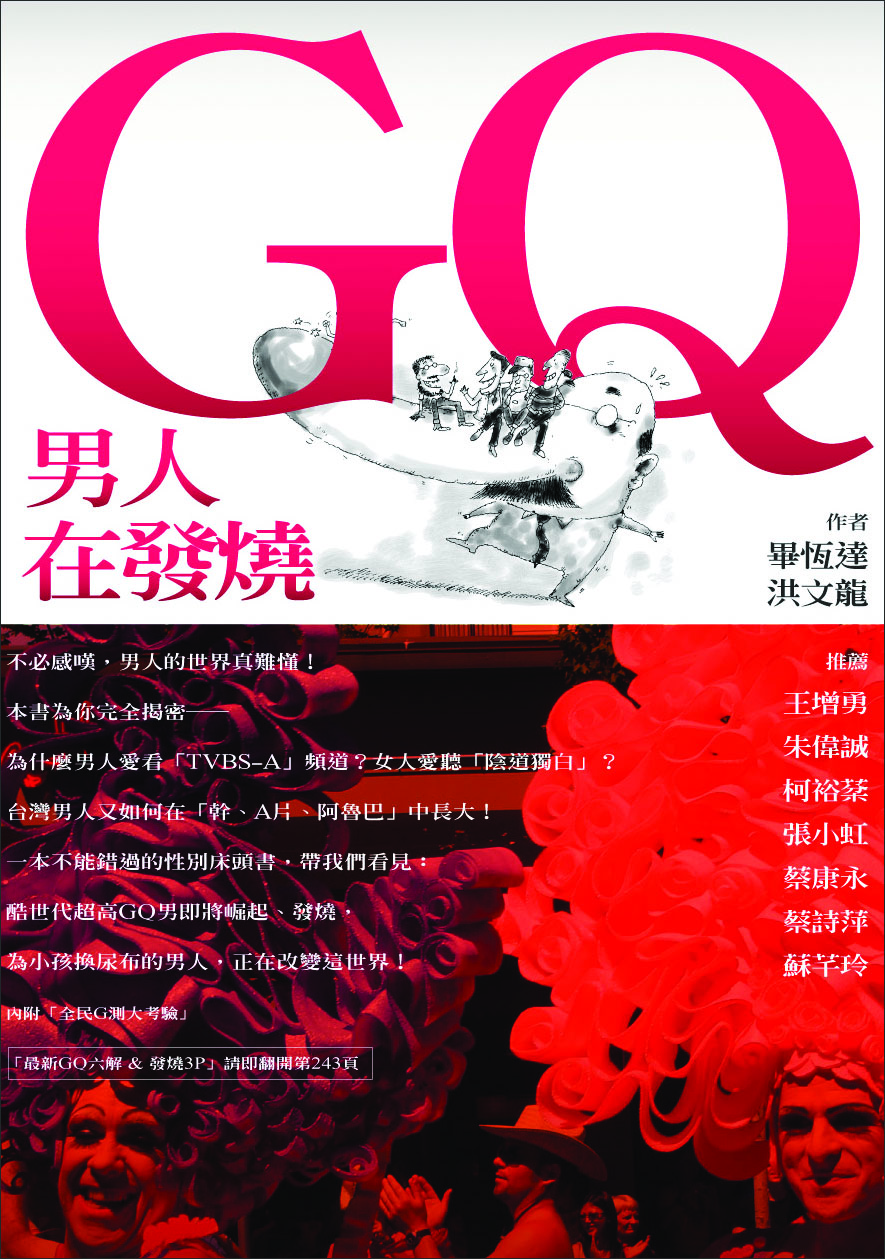 GQ
男人
在發燒
作者
畢恆達
洪文龍
不必感嘆，男人的世界真難懂！
本書為你完全揭密——
為什麼男人愛看「TVBS-A」頻道？女人愛聽「陰道獨白」？
台灣男人又如何在「幹、A片、阿魯巴」中長大！
一本不能錯過的性別床頭書，帶我們看見：
酷世代超高GQ男即將崛起、發燒，
為小孩換尿布的男人，正在改變這世界！
內附「全民G測大考驗」
「最新GQ六解 & 發燒3P」請即翻開第243頁
推薦
王增勇
朱偉誠
柯裕棻
張小虹
蔡康永
蔡詩萍
蘇芊玲